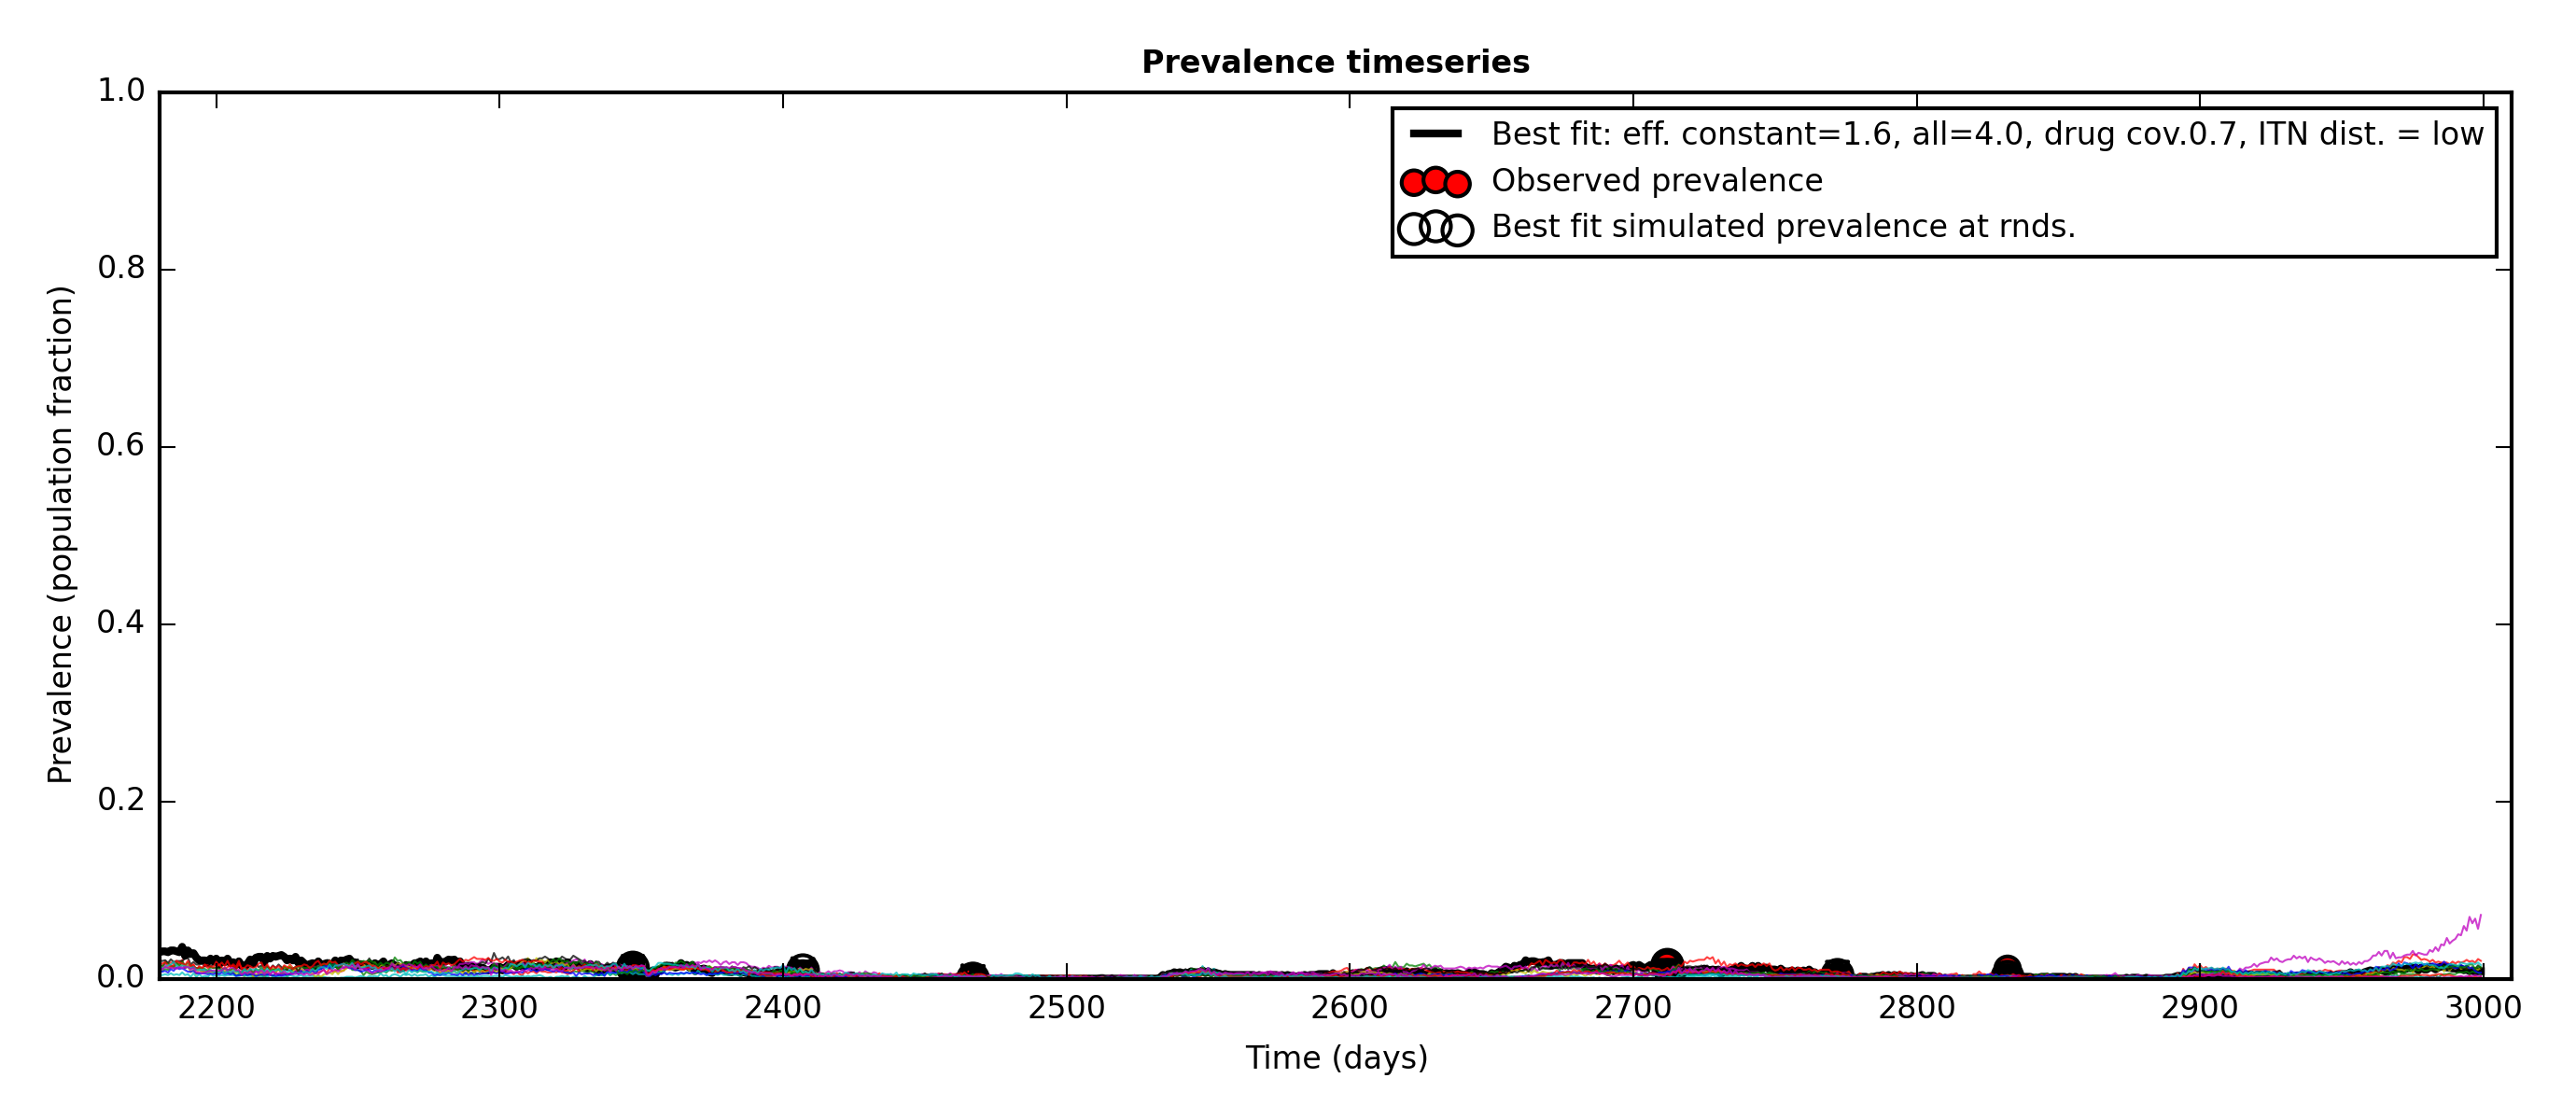 Prevalence timeseries
1.0
0.8
0.6
0.4
0.2
0.0
Prevalence (population fraction)
Best fit: eff. constant=1.6, all=4.0, drug cov.0.7, ITN dist. = low
Observed prevalence
Best fit simulated prevalence at rnds.
2200 2300 2400 2500 2600 2700 2800 2900 3000
Time (days)